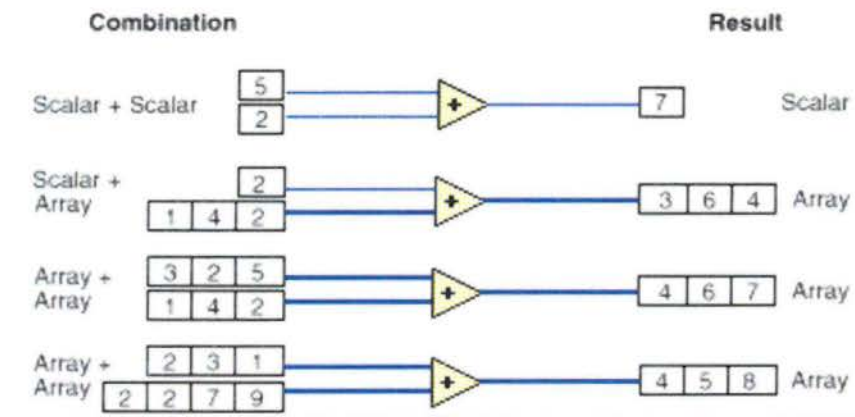 Combination Result
Scalar + Scalar 5 2 + 7 Scalar
Scalar + Array 2 1 4 2 + 3 6 4 Array
Array + Array 3 2 5 1 4 2 + 4 6 7 Array
Array + Array 2 3 1 2 2 7 9 + 4 5 8 Array